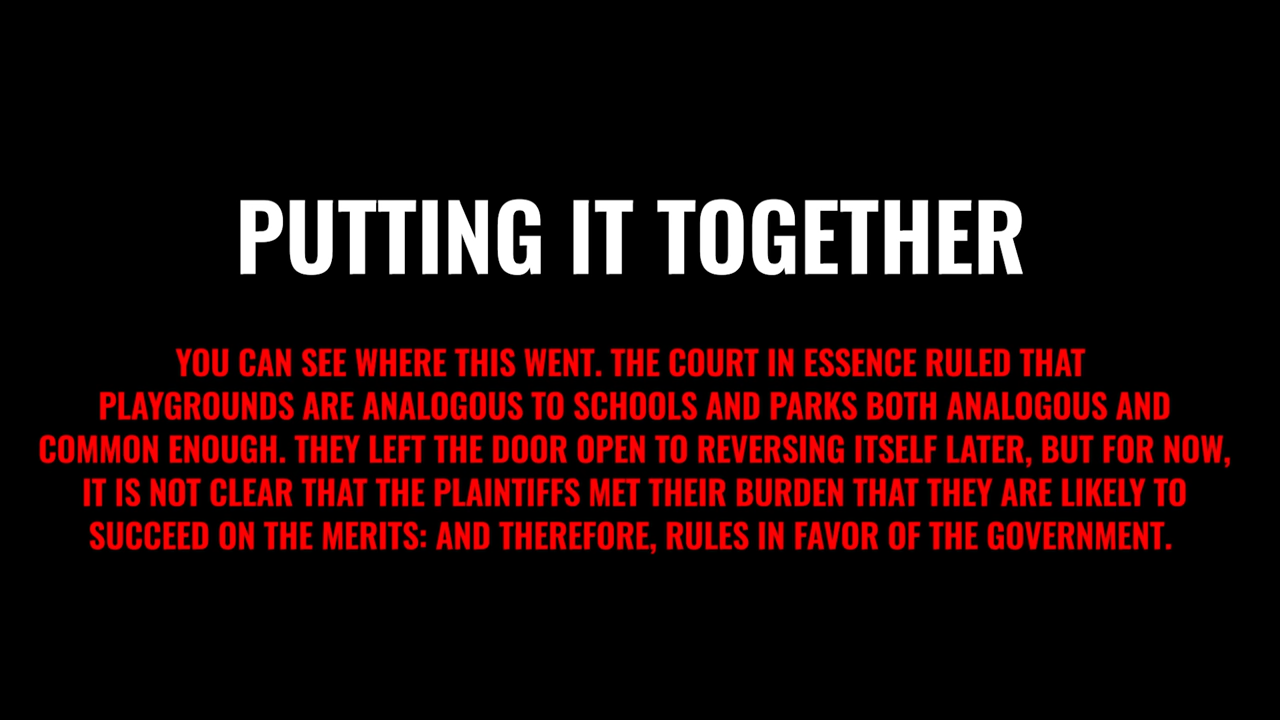 PUTTING IT TOGETHER
YOU CAN SEE WHERE THIS WENT. THE COURT IN ESSENCE RULED THAT
PLAYGROUNDS ARE ANALOGOUS TO SCHOOLS AND PARKS BOTH ANALOGOUS AND
COMMON ENOUGH. THEY LEFT THE DOOR OPEN TO REVERSING ITSELF LATER, BUT FOR NOW,
IT IS NOT CLEAR THAT THE PLAINTIFFS MET THEIR BURDEN THAT THEY ARE LIKELY TO
SUCCEED ON THE MERITS: AND THEREFORE, RULES IN FAVOR OF THE GOVERNMENT.